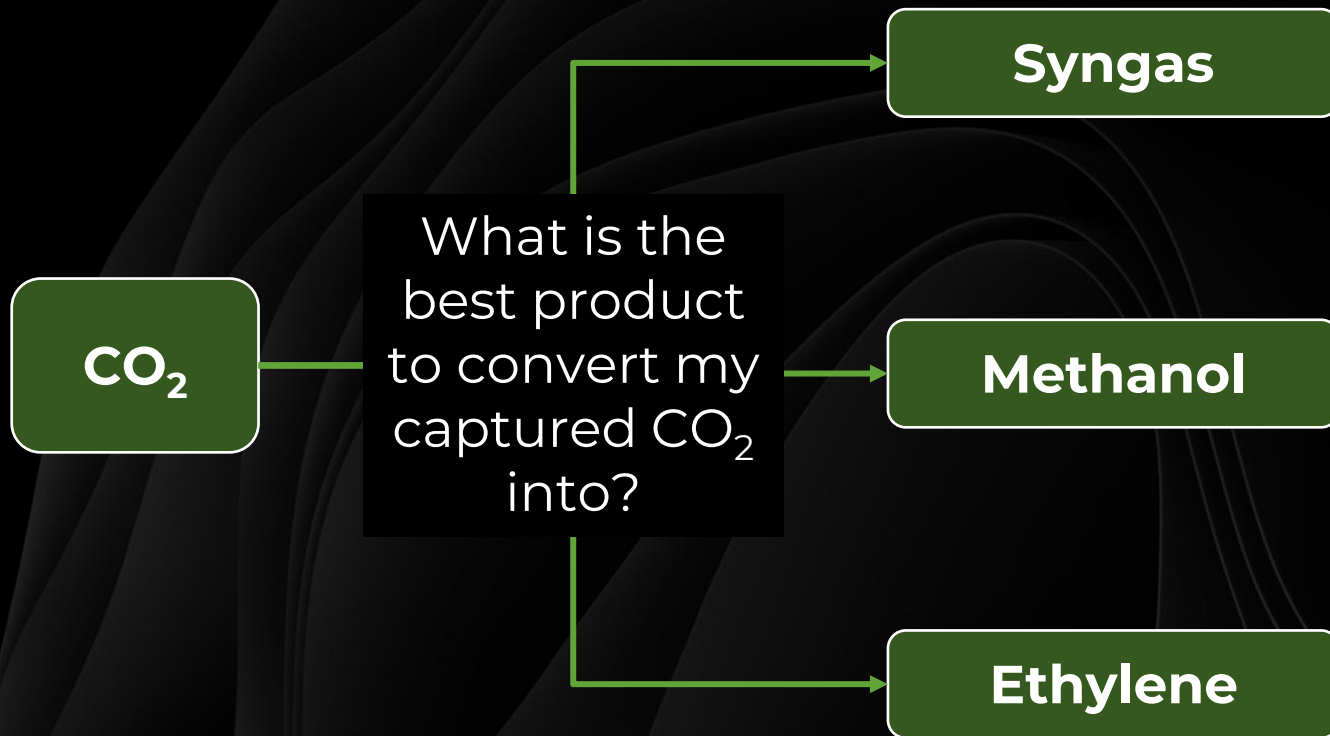 Syngas
What is the
best product
to convert my
captured CO₂
into?
CO₂
Methanol
Ethylene